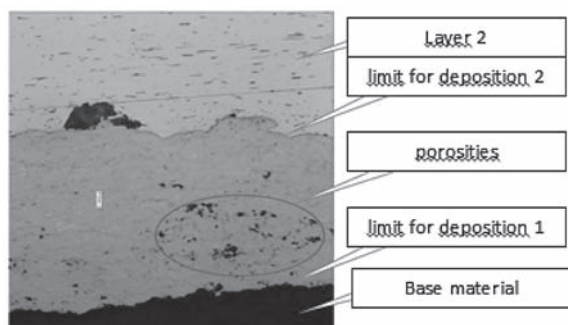 Layer 2
limit for deposition 2
porosities
limit for deposition 1
Base material